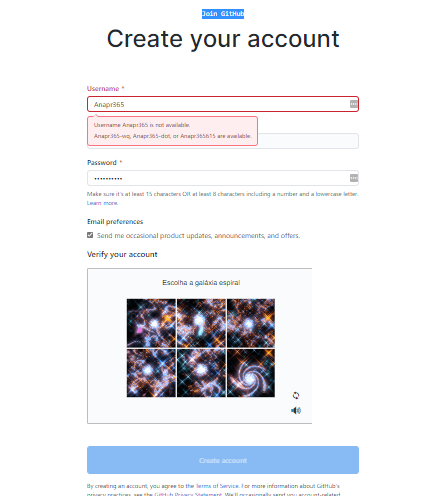 Join GitHub
Create your account
Username *
Anapr365
Username Anapr365 is not available.
Anapr365-wq, Anapr365-dot, or Anapr365615 are available.
Password *
••••••••••
Make sure it's at least 15 characters OR at least 8 characters including a number and a lowercase letter.
Learn more.
Email preferences
Send me occasional product updates, announcements, and offers.
Verify your account
Escolha a galáxia espiral
Create account
By creating an account, you agree to the Terms of Service. For more information about GitHub's
privacy practices, see the GitHub Privacy Statement. We'll occasionally send you account-related